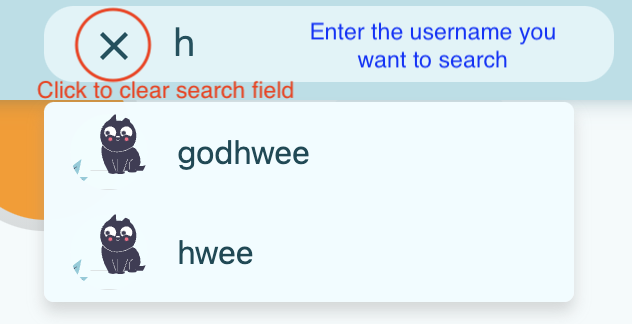 h
Enter the username you
want to search
Click to clear search field
godhwee
hwee